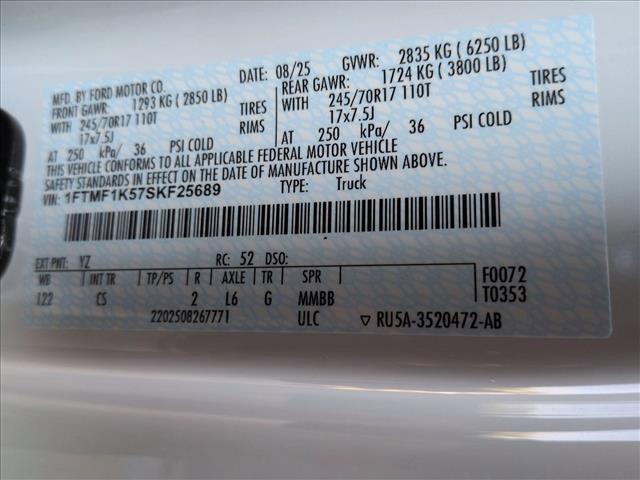 MFD. BY FORD MOTOR CO. 08/25 GVWR: 2835 KG ( 6250 LB)
FRONT GAWR: 1293 KG ( 2850 LB) REAR GAWR: 1724 KG ( 3800 LB)
WITH 245/70R17 110T TIRES WITH 245/70R17 110T TIRES
17x7.5J RIMS 17x7.5J RIMS
AT 250 kPa/ 36 PSI COLD AT 250 kPa/ 36 PSI COLD
THIS VEHICLE CONFORMS TO ALL APPLICABLE FEDERAL MOTOR VEHICLE
SAFETY STANDARDS IN EFFECT ON THE DATE OF MANUFACTURE SHOWN ABOVE.
VIN: 1FTMF1K57SKF25689 TYPE: Truck
EXT PNT: YZ RC: 52 DSO:
WB INT TR TP/PS R AXLE TR SPR F0072
122 CS 2 L6 G MMBB T0353
2202508267771 ULC ▽ RU5A-3520472-AB